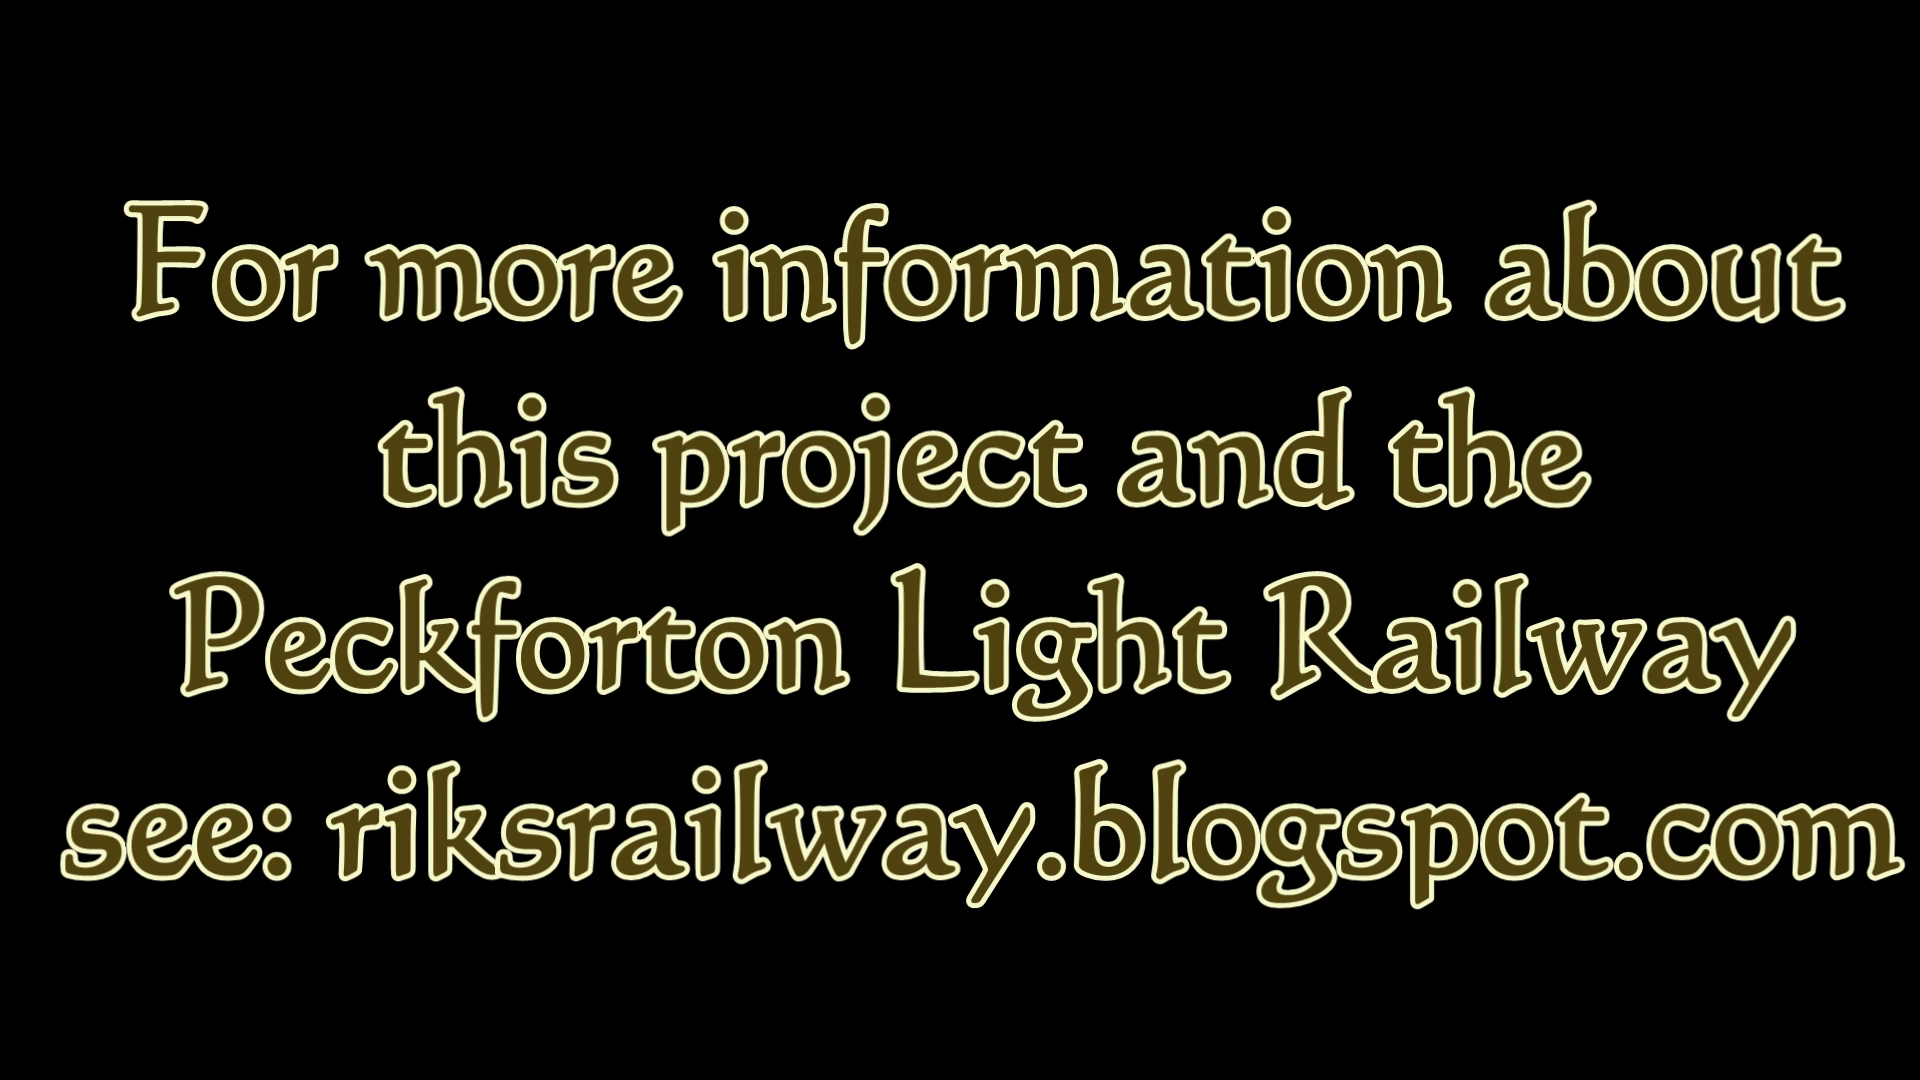 For more information about
this project and the
Peckforton Light Railway
see: riksrailway.blogspot.com